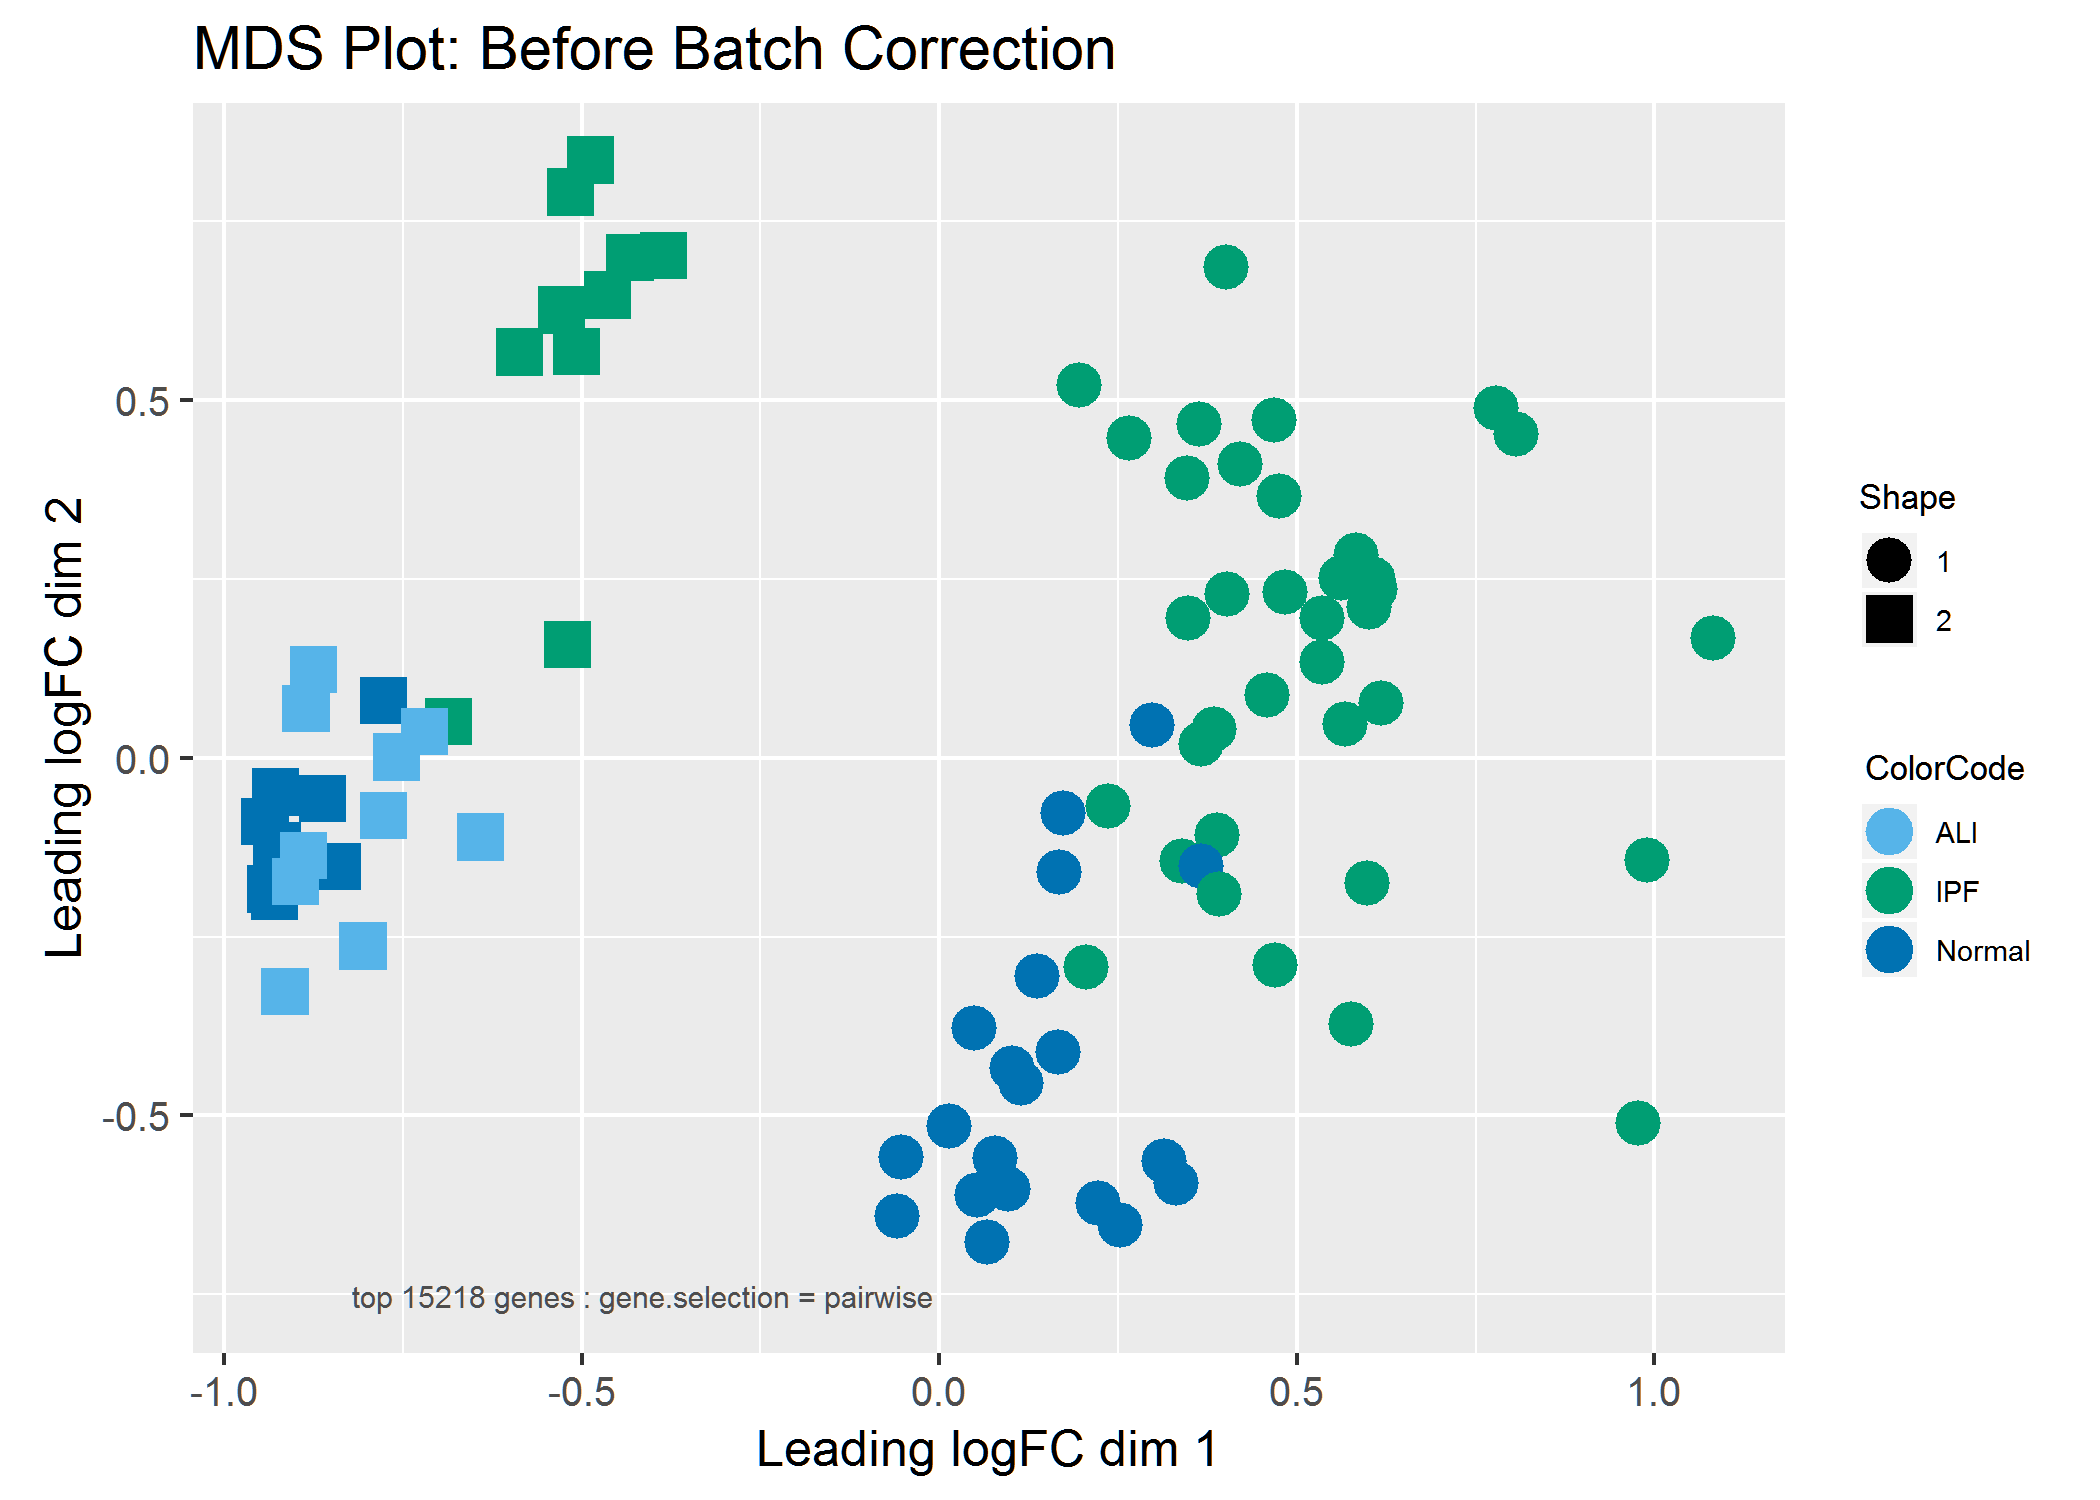 MDS Plot: Before Batch Correction
Leading logFC dim 2
0.5
0.0
-0.5
top 15218 genes : gene.selection = pairwise
-1.0
-0.5
0.0
0.5
1.0
Leading logFC dim 1
Shape
1
2
ColorCode
ALI
IPF
Normal